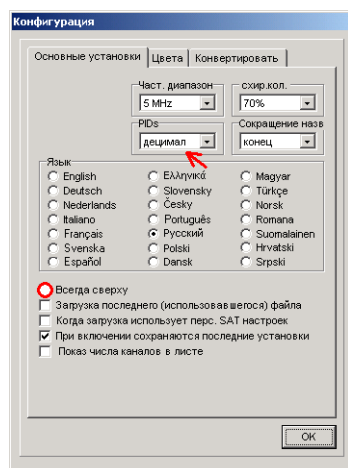 Конфигурация
Основные установки Цвета Конвертировать
Част. диапазон схир.кол.
5 MHz 70%
PIDs Сокращение назв
децимал конец
Язык
English Ελληνικά Magyar
Deutsch Slovensky Türkçe
Nederlands Česky Norsk
Italiano Português Romana
Français Русский Suomalainen
Svenska Polski Hrvatski
Español Dansk Srpski
Всегда сверху
Загрузка последнего (использовавшегося) файла
Когда загрузка использует перс. SAT настроек
При включении сохраняются последние установки
Показ числа каналов в листе
OK